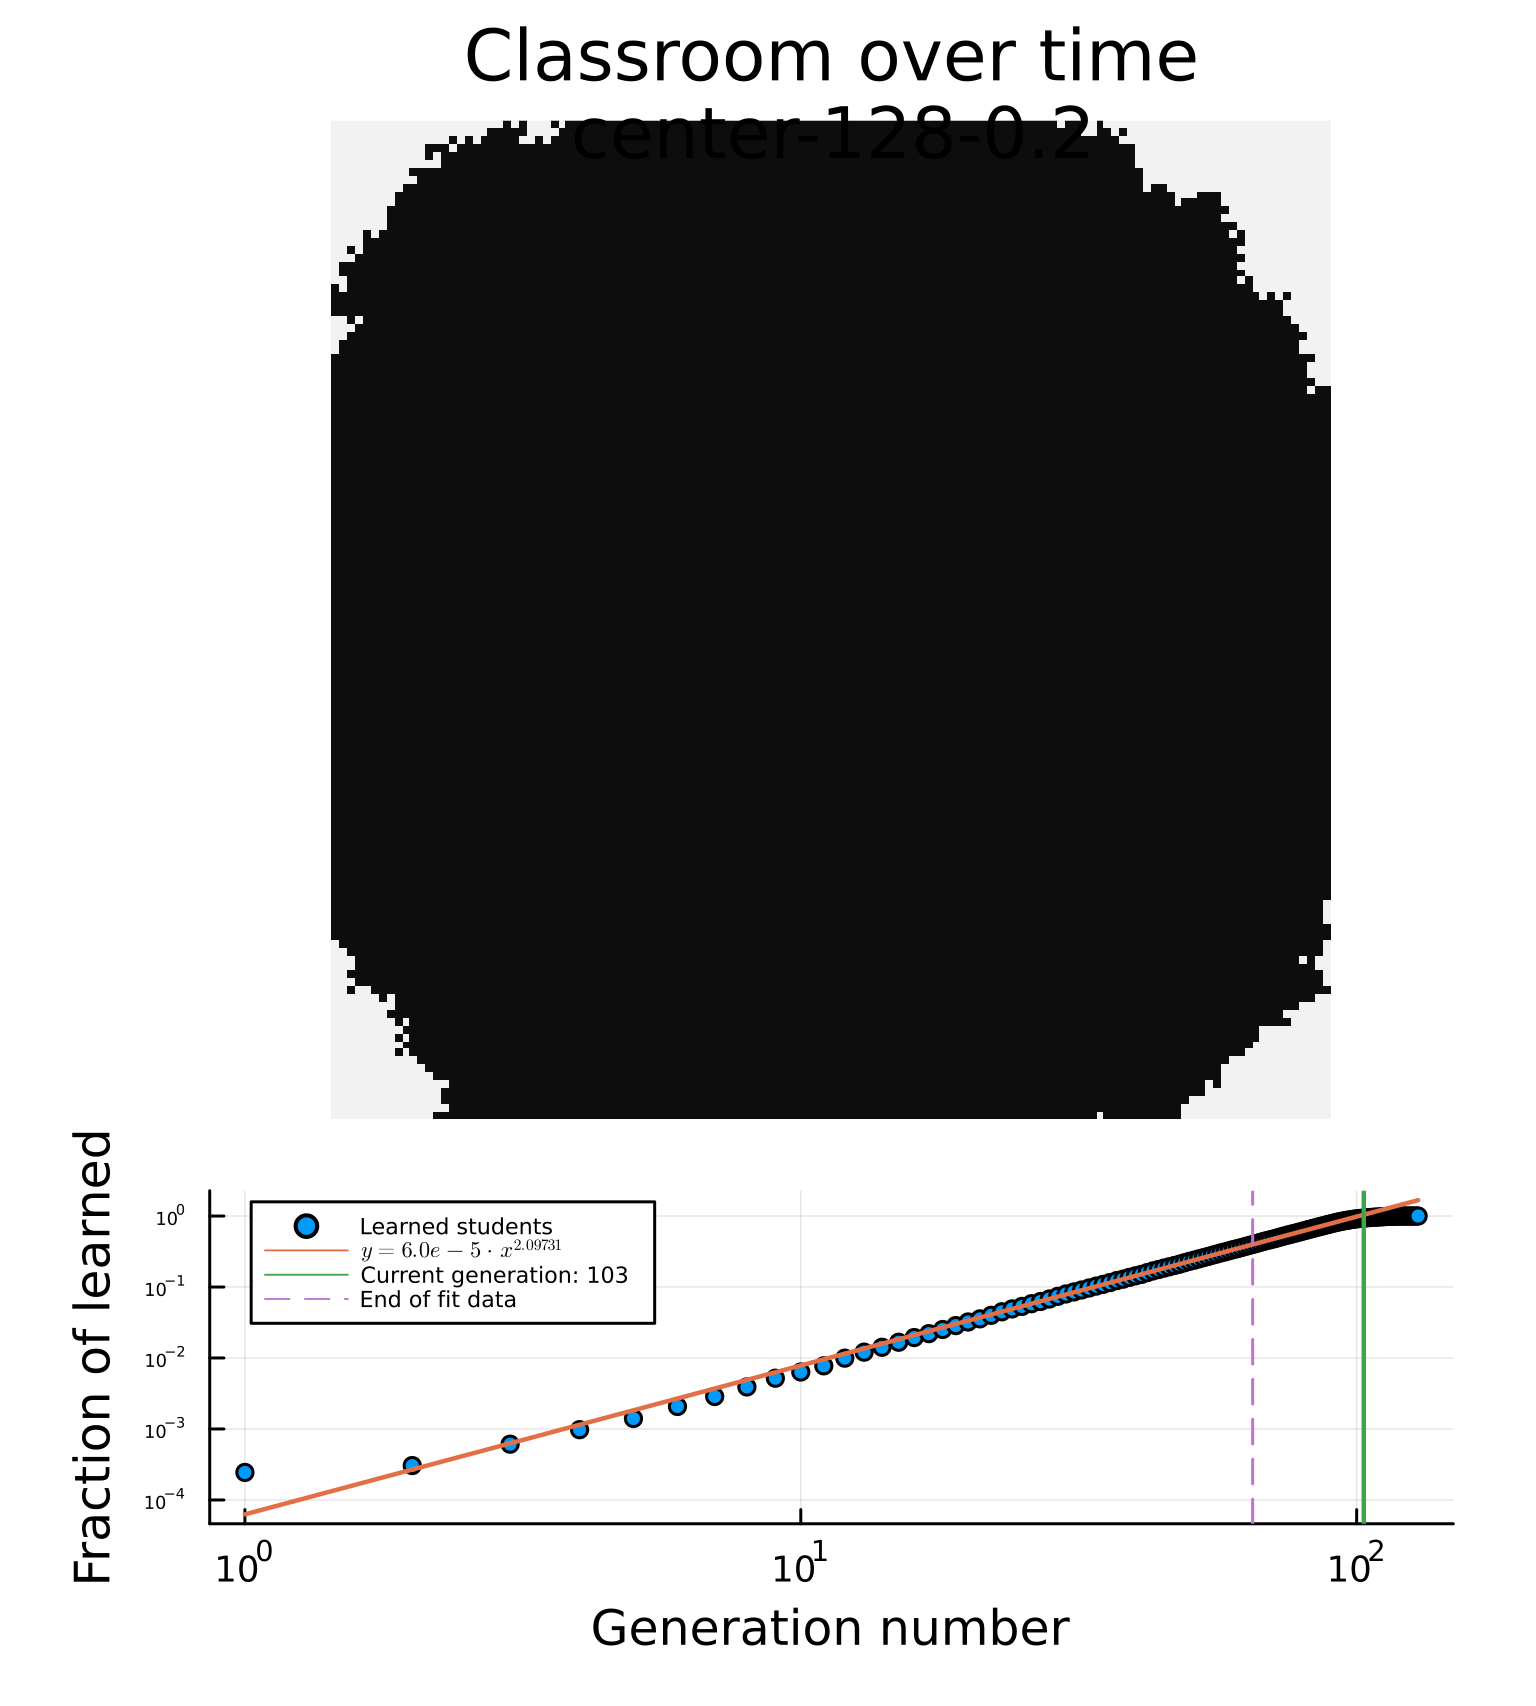 Classroom over time
center-128-0.2
Fraction of learned
10⁰
10⁻¹
10⁻²
10⁻³
10⁻⁴
Learned students
y = 6.0e − 5 · x^2.09731
Current generation: 103
End of fit data
10⁰ 10¹ 10²
Generation number